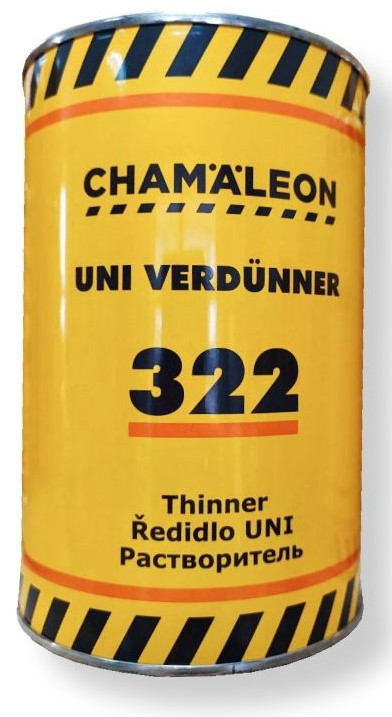 CHAMÄLEON
UNI VERDÜNNER
322
Thinner
Ředidlo UNI
Растворитель